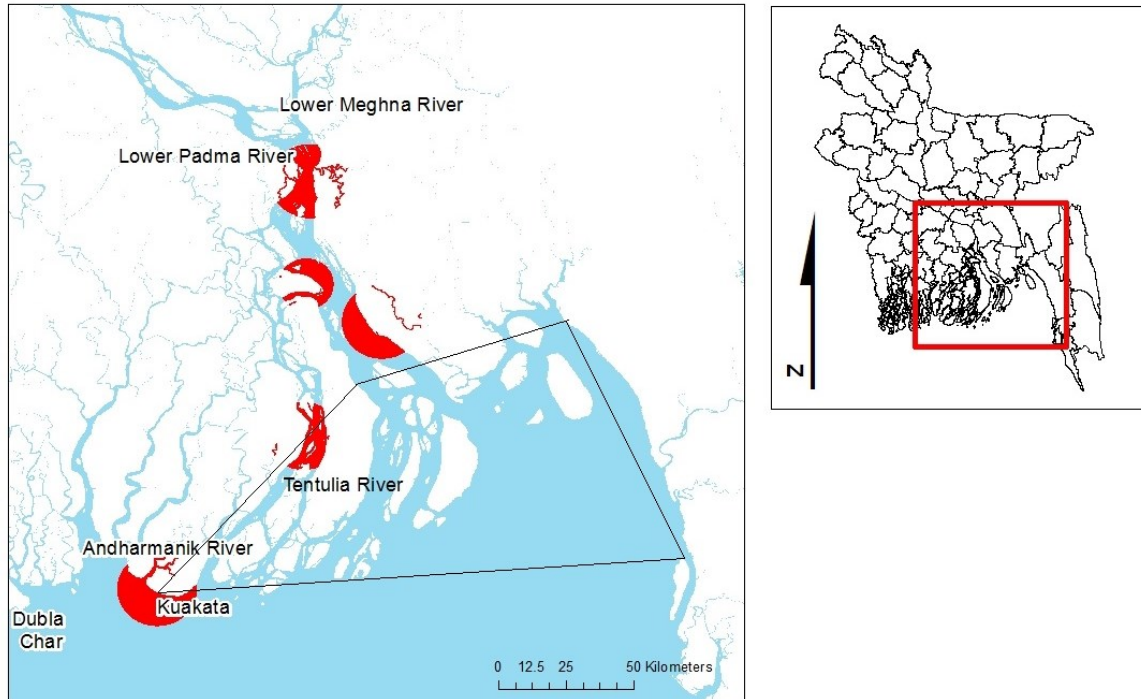 Lower Meghna River
Lower Padma River
Tentulia River
Andharmanik River
Kuakata
Dubla
Char
0 12.5 25 50 Kilometers
N